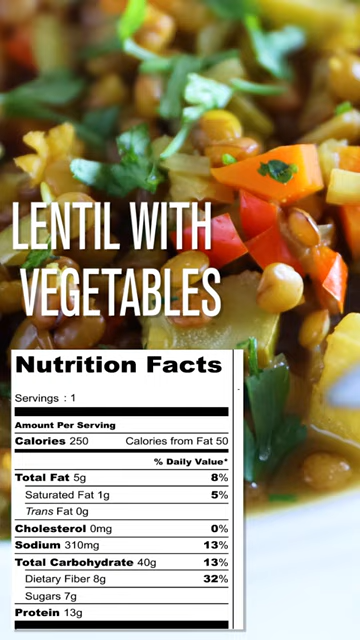 LENTIL WITH
VEGETABLES
Nutrition Facts
Servings : 1
Amount Per Serving
Calories 250 Calories from Fat 50
% Daily Value*
Total Fat 5g 8%
Saturated Fat 1g 5%
Trans Fat 0g
Cholesterol 0mg 0%
Sodium 310mg 13%
Total Carbohydrate 40g 13%
Dietary Fiber 8g 32%
Sugars 7g
Protein 13g